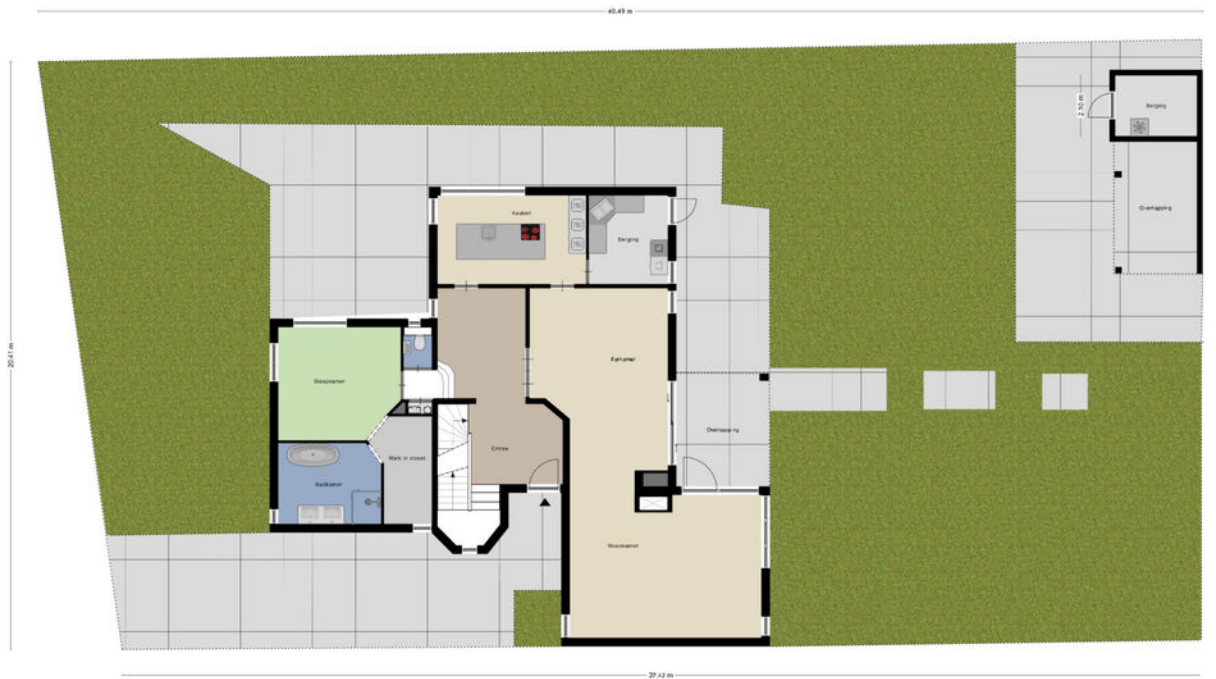 40.49 m
20.41 m
2.50 m
Berging
Overkapping
Keuken
Berging
Slaapkamer
Eetkamer
Overkapping
Walk in closet
Entree
Badkamer
Woonkamer
37.42 m